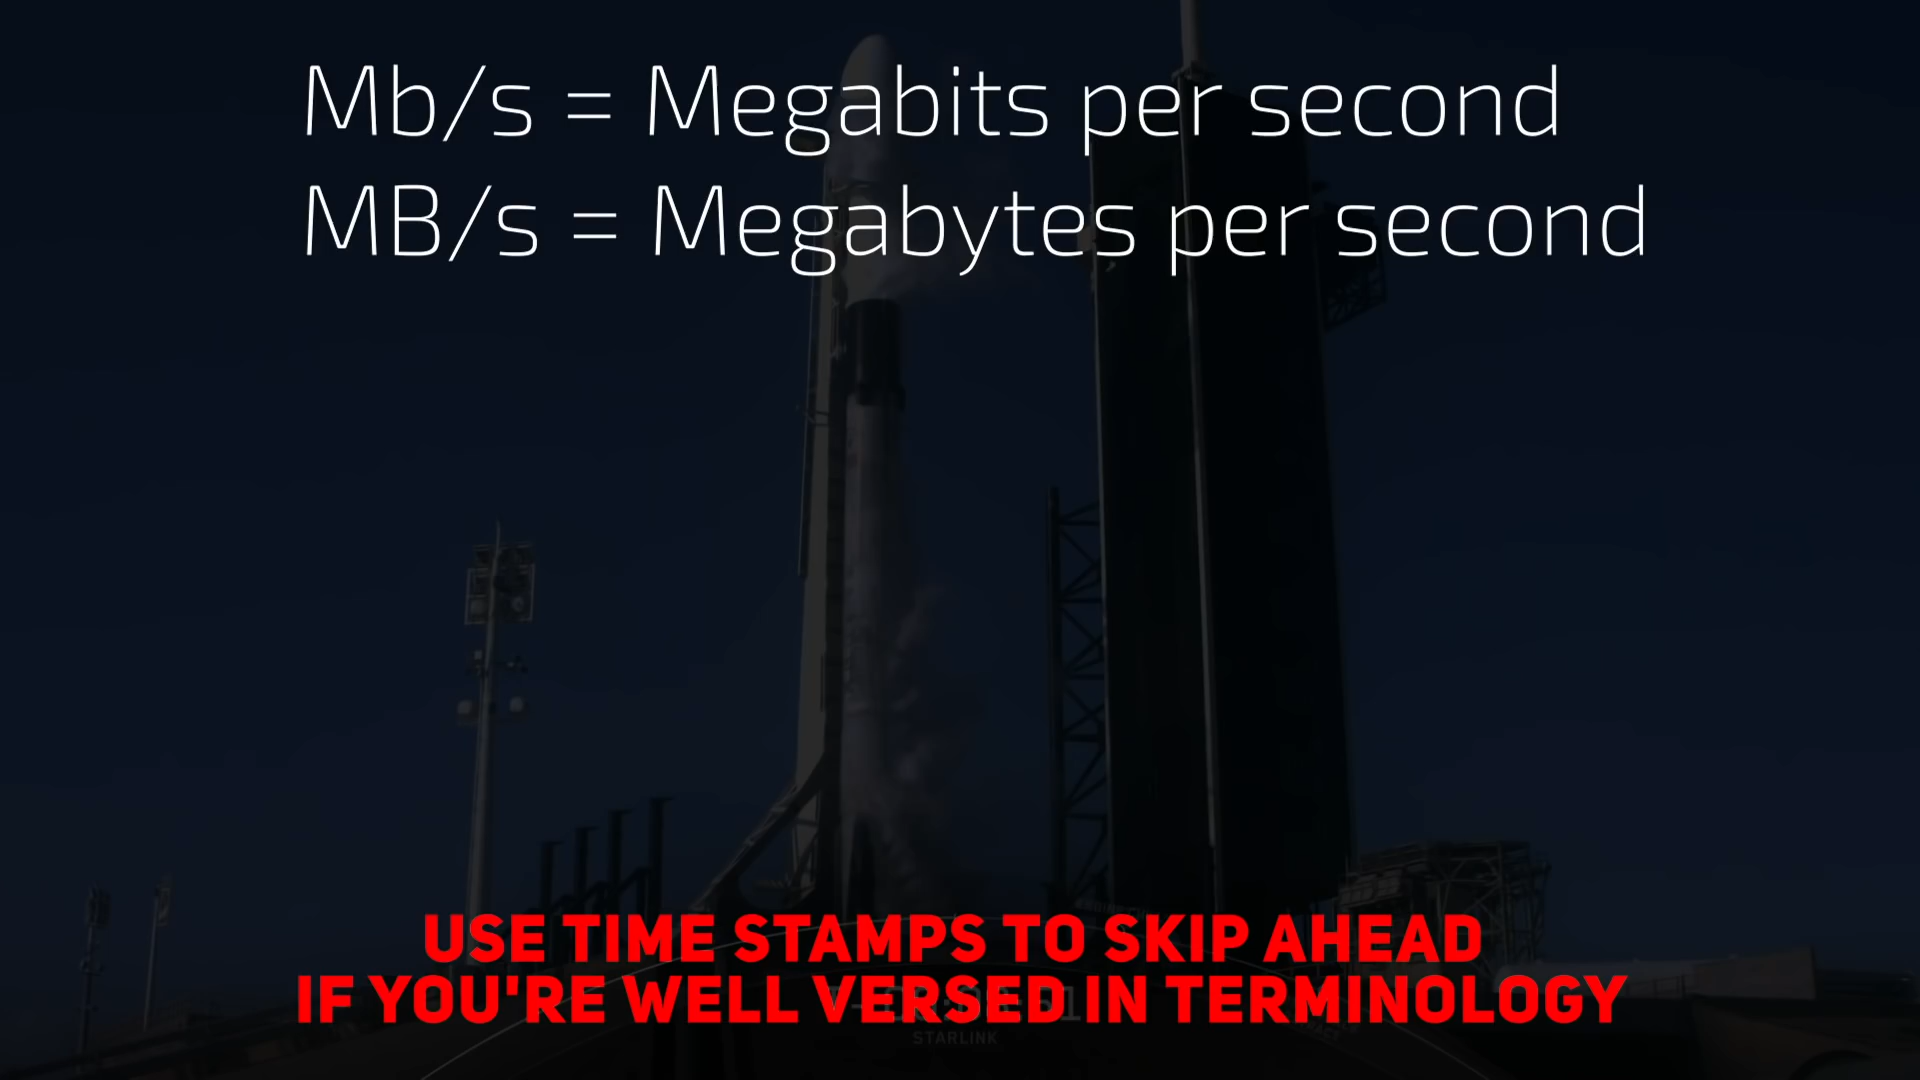 Mb/s = Megabits per second
MB/s = Megabytes per second
USE TIME STAMPS TO SKIP AHEAD
IF YOU'RE WELL VERSED IN TERMINOLOGY
STARLINK